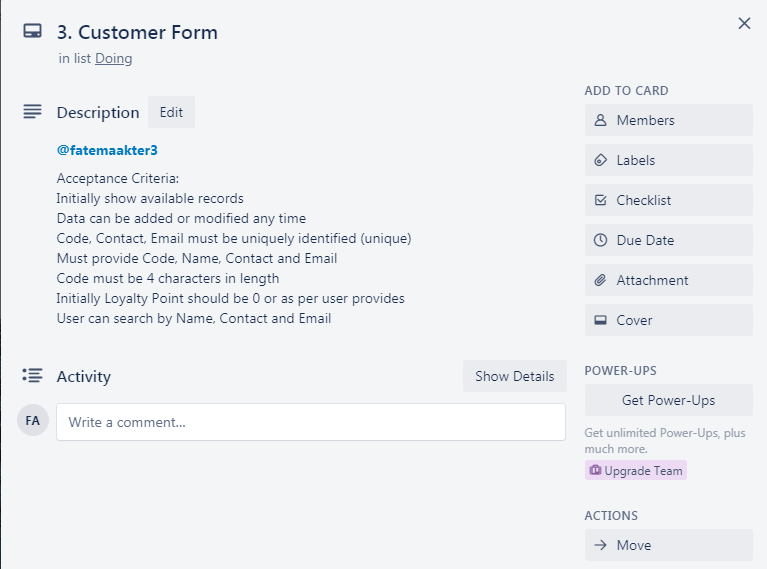 3. Customer Form
in list Doing
Description
Edit
@fatemaakter3
Acceptance Criteria:
Initially show available records
Data can be added or modified any time
Code, Contact, Email must be uniquely identified (unique)
Must provide Code, Name, Contact and Email
Code must be 4 characters in length
Initially Loyalty Point should be 0 or as per user provides
User can search by Name, Contact and Email
Activity
Show Details
FA
Write a comment...
ADD TO CARD
Members
Labels
Checklist
Due Date
Attachment
Cover
POWER-UPS
Get Power-Ups
Get unlimited Power-Ups, plus
much more.
Upgrade Team
ACTIONS
Move